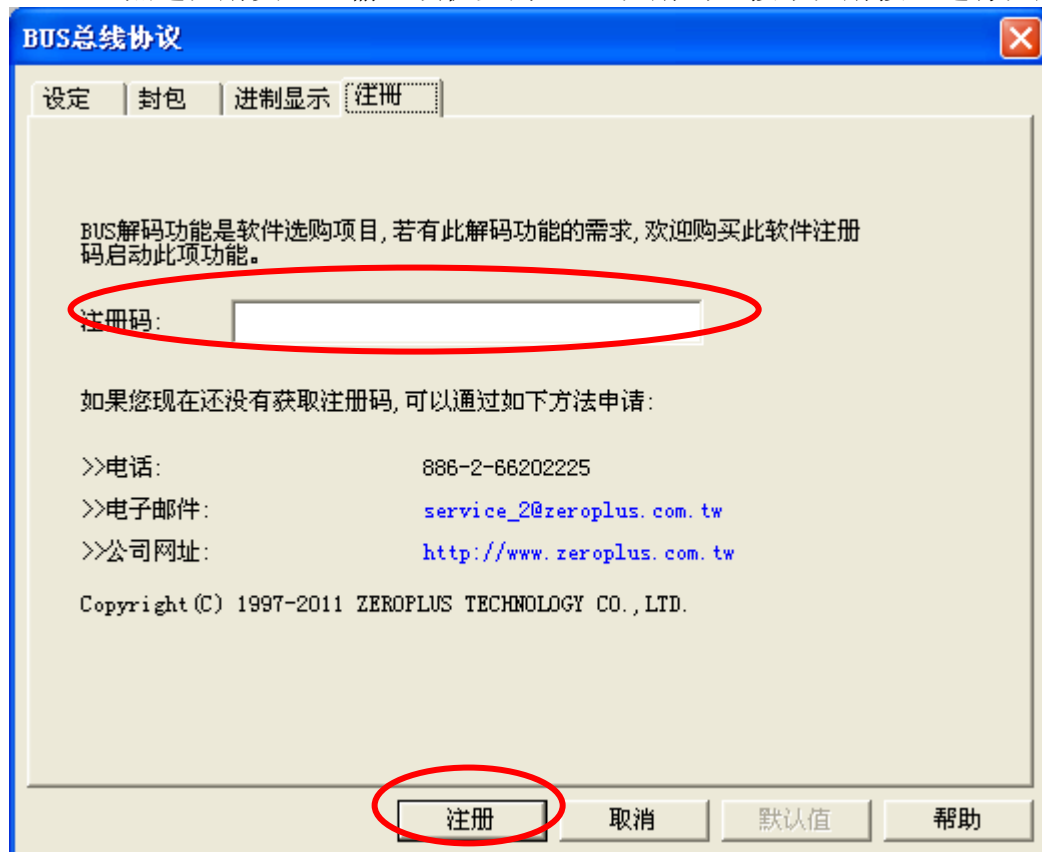 BUS总线协议
设定 封包 进制显示 注册
BUS解码功能是软件选购项目,若有此解码功能的需求,欢迎购买此软件注册
码启动此项功能。
注册码:
如果您现在还没有获取注册码,可以通过如下方法申请:
>>电话: 886-2-66202225
>>电子邮件: service_2@zeroplus.com.tw
>>公司网址: http://www.zeroplus.com.tw
Copyright(C) 1997-2011 ZEROPLUS TECHNOLOGY CO.,LTD.
注册 取消 默认值 帮助